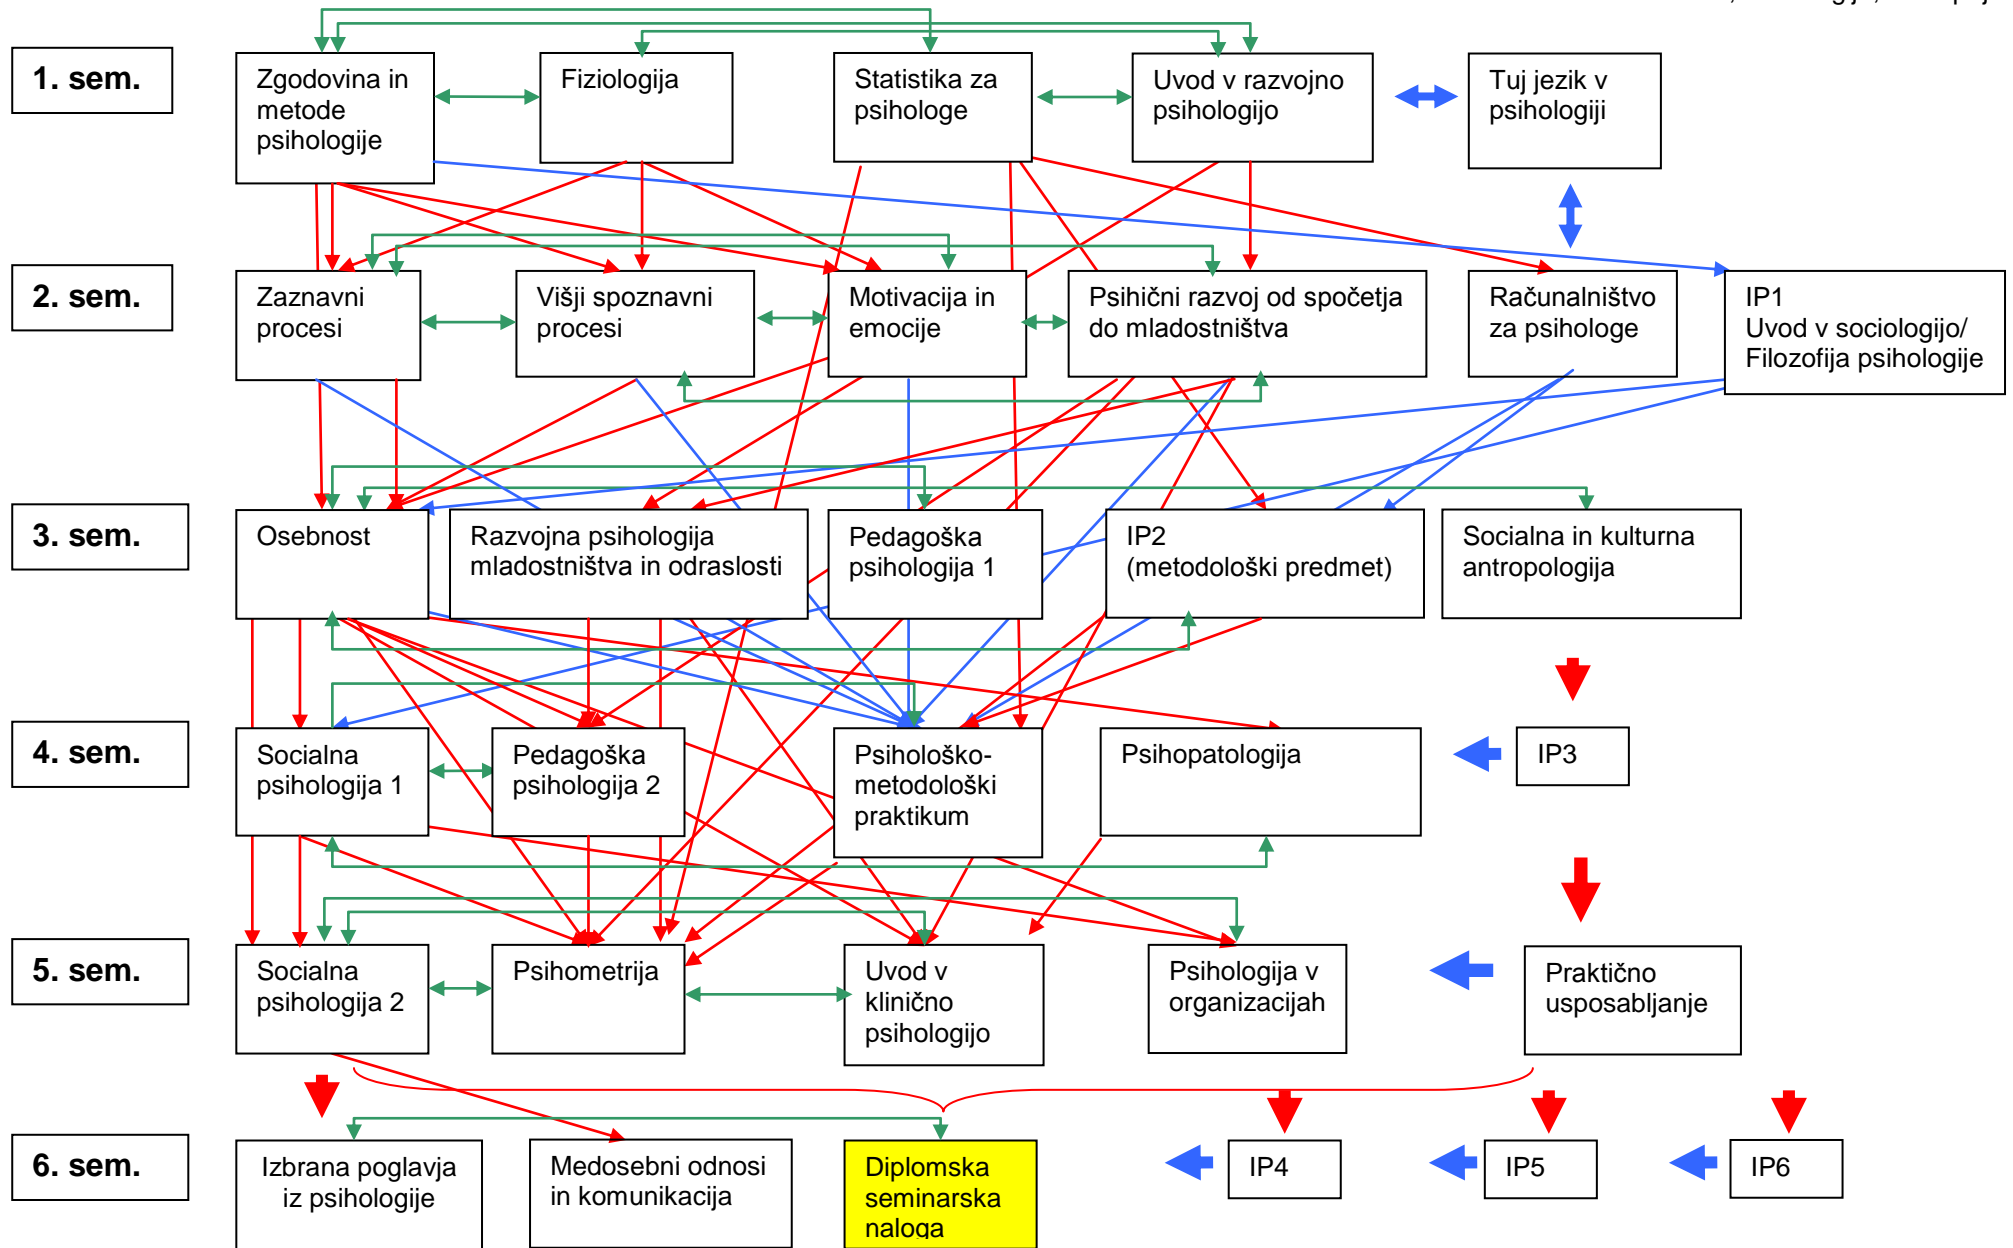 1. sem.
Zgodovina in
metode
psihologije
Fiziologija
Statistika za
psihologe
Uvod v razvojno
psihologijo
Tuj jezik v
psihologiji
2. sem.
Zaznavni
procesi
Višji spoznavni
procesi
Motivacija in
emocije
Psihični razvoj od spočetja
do mladostništva
Računalništvo
za psihologe
IP1
Uvod v sociologijo/
Filozofija psihologije
3. sem.
Osebnost
Razvojna psihologija
mladostništva in odraslosti
Pedagoška
psihologija 1
IP2
(metodološki predmet)
Socialna in kulturna
antropologija
4. sem.
Socialna
psihologija 1
Pedagoška
psihologija 2
Psihološko-
metodološki
praktikum
Psihopatologija
IP3
5. sem.
Socialna
psihologija 2
Psihometrija
Uvod v
klinično
psihologijo
Psihologija v
organizacijah
Praktično
usposabljanje
6. sem.
Izbrana poglavja
iz psihologije
Medosebni odnosi
in komunikacija
Diplomska
seminarska
naloga
IP4
IP5
IP6